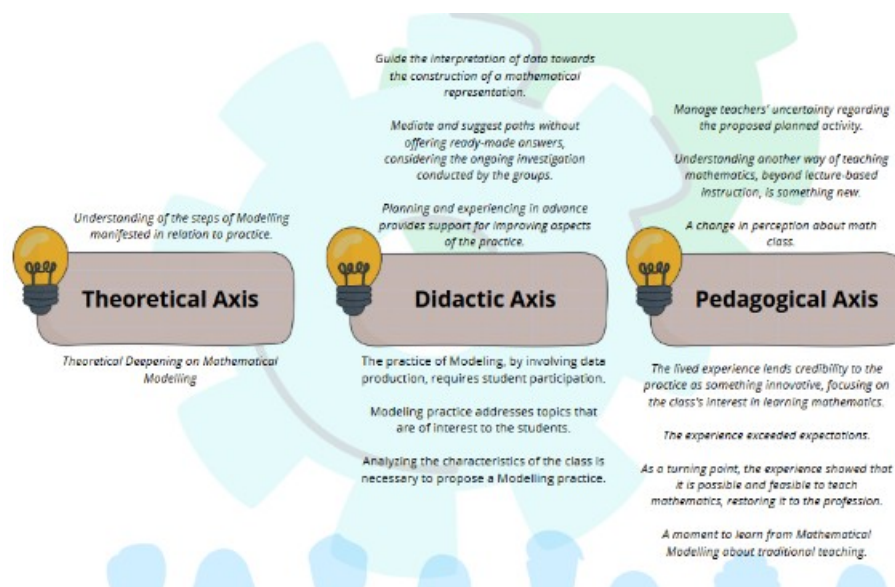 Understanding of the steps of Modelling
manifested in relation to practice.
Theoretical Axis
Theoretical Deepening on Mathematical
Modelling
Guide the interpretation of data towards
the construction of a mathematical
representation.
Mediate and suggest paths without
offering ready-made answers,
considering the ongoing investigation
conducted by the groups.
Planning and experiencing in advance
provides support for improving aspects
of the practice.
Didactic Axis
The practice of Modeling, by involving data
production, requires student participation.
Modeling practice addresses topics that
are of interest to the students.
Analyzing the characteristics of the class is
necessary to propose a Modelling practice.
Manage teachers' uncertainty regarding
the proposed planned activity.
Understanding another way of teaching
mathematics, beyond lecture-based
instruction, is something new.
A change in perception about math
class.
Pedagogical Axis
The lived experience lends credibility to the
practice as something innovative, focusing on
the class's interest in learning mathematics.
The experience exceeded expectations.
As a turning point, the experience showed that
it is possible and feasible to teach
mathematics, restoring it to the profession.
A moment to learn from Mathematical
Modelling about traditional teaching.